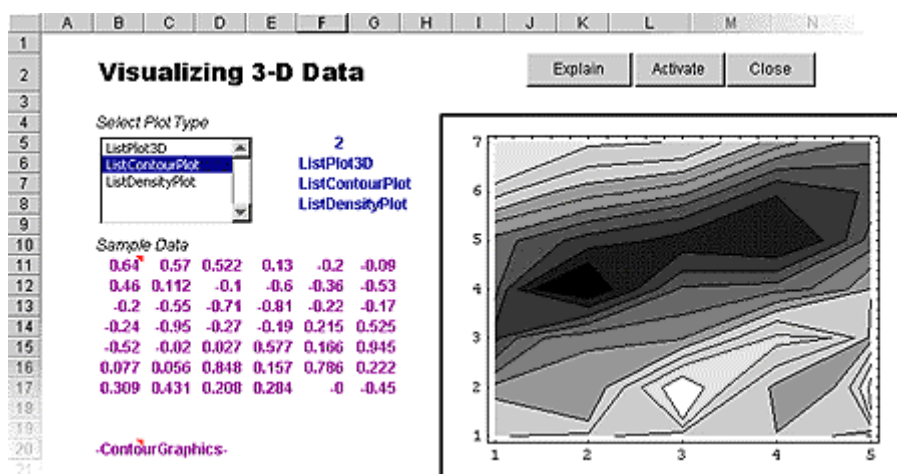 A B C D E F G H I J K L M N
1
2 Visualizing 3-D Data Explain Activate Close
3
4 Select Plot Type
5 ListPlot3D 2
6 ListContourPlot ListPlot3D
7 ListDensityPlot ListContourPlot
8 ListDensityPlot
9
10 Sample Data
11 0.64 0.57 0.522 0.13 -0.2 -0.09
12 0.46 0.112 -0.1 -0.6 -0.36 -0.53
13 -0.2 -0.55 -0.71 -0.81 -0.22 -0.17
14 -0.24 -0.95 -0.27 -0.19 0.215 0.525
15 -0.52 -0.02 0.027 0.577 0.166 0.945
16 0.077 0.056 0.848 0.157 0.786 0.222
17 0.309 0.431 0.208 0.284 -0 -0.45
18
19
20 -ContourGraphics-
21
7
6
5
4
3
2
1
1 2 3 4 5